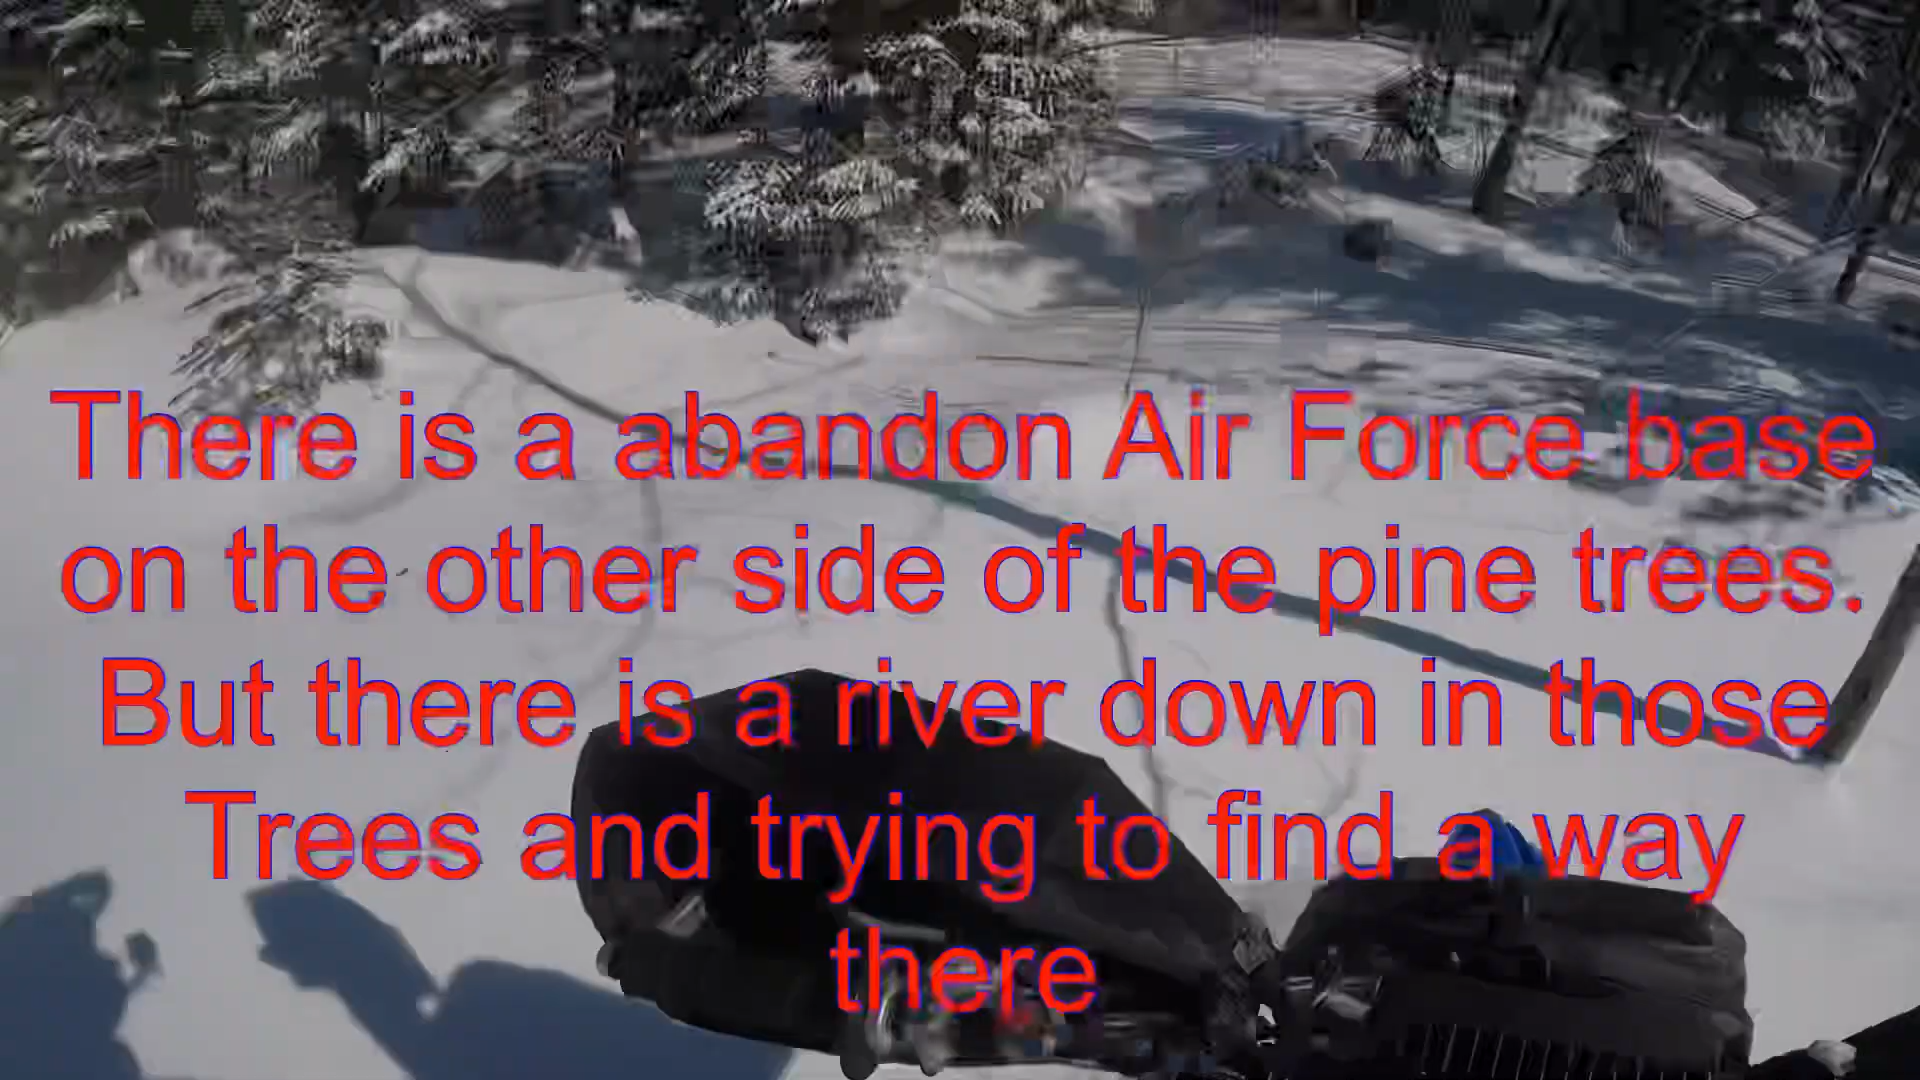 There is a abandon Air Force base
on the other side of the pine trees.
But there is a river down in those
Trees and trying to find a way
there